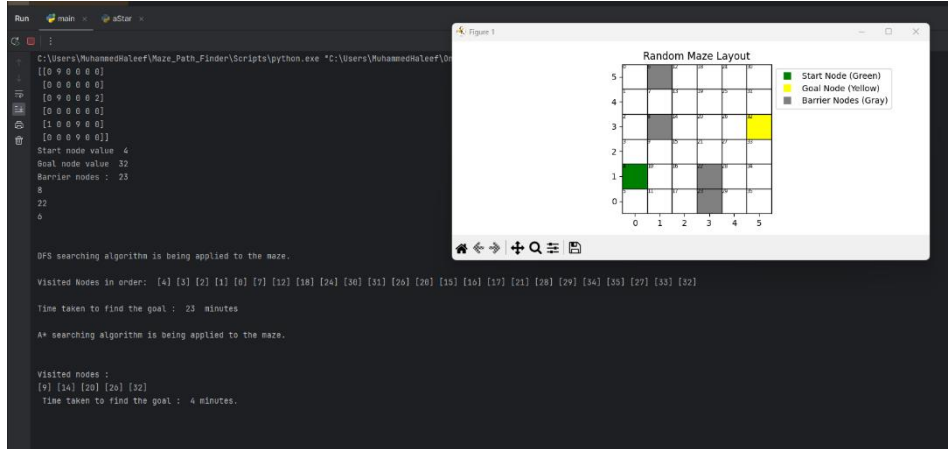 Run main × aStar ×
C:\Users\MuhammedHaleef\Maze_Path_Finder\Scripts\python.exe "C:\Users\MuhammedHaleef\On
[[0 9 0 0 0 0]
[0 0 0 0 0 0]
[0 9 0 0 0 2]
[0 0 0 0 0 0]
[1 0 0 9 0 0]
[0 0 0 9 0 0]]
Start node value 4
Goal node value 32
Barrier nodes : 23
8
22
6
DFS searching algorithm is being applied to the maze.
Visited Nodes in order: [4] [3] [2] [1] [0] [7] [12] [18] [24] [30] [31] [26] [20] [15] [16] [17] [21] [28] [29] [34] [35] [27] [33] [32]
Time taken to find the goal : 23 minutes
A* searching algorithm is being applied to the maze.
Visited nodes :
[9] [14] [20] [26] [32]
Time taken to find the goal : 4 minutes.
Figure 1
Random Maze Layout
Start Node (Green)
Goal Node (Yellow)
Barrier Nodes (Gray)
5
4
3
2
1
0
0 1 2 3 4 5